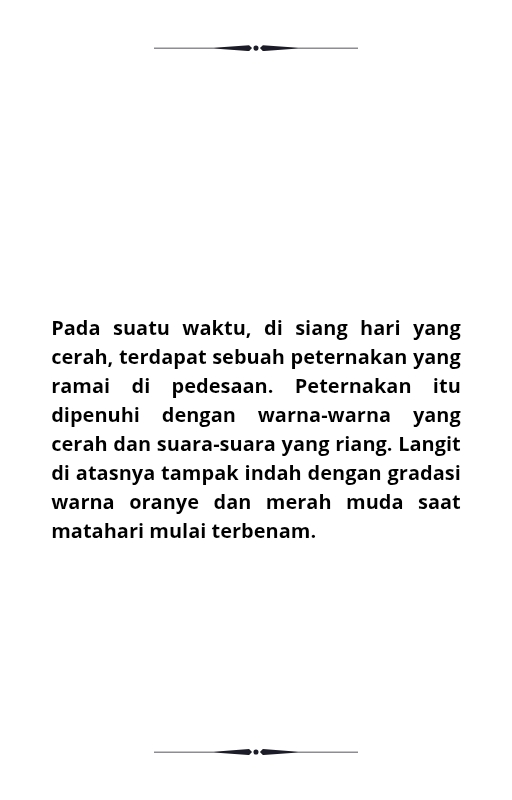 Pada suatu waktu, di siang hari yang
cerah, terdapat sebuah peternakan yang
ramai di pedesaan. Peternakan itu
dipenuhi dengan warna-warna yang
cerah dan suara-suara yang riang. Langit
di atasnya tampak indah dengan gradasi
warna oranye dan merah muda saat
matahari mulai terbenam.